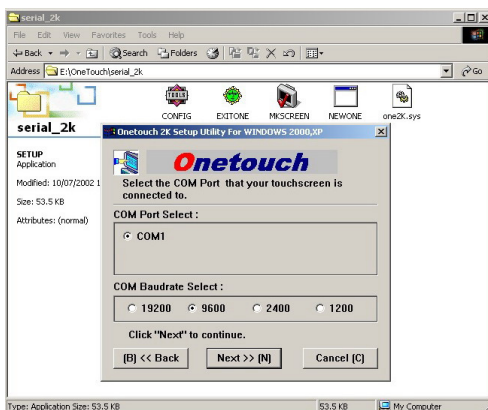 serial_2k
File Edit View Favorites Tools Help
Back Search Folders
Address E:\OneTouch\serial_2k Go
CONFIG EXITONE MKSCREEN NEWONE one2K.sys
serial_2k
SETUP
Application
Modified: 10/07/2002 1
Size: 53.5 KB
Attributes: (normal)
Onetouch 2K Setup Utility For WINDOWS 2000,XP
Onetouch
Select the COM Port that your touchscreen is
connected to.
COM Port Select :
COM1
COM Baudrate Select :
19200 9600 2400 1200
Click "Next" to continue.
(B) << Back Next >> (N) Cancel (C)
Type: Application Size: 53.5 KB 53.5 KB My Computer